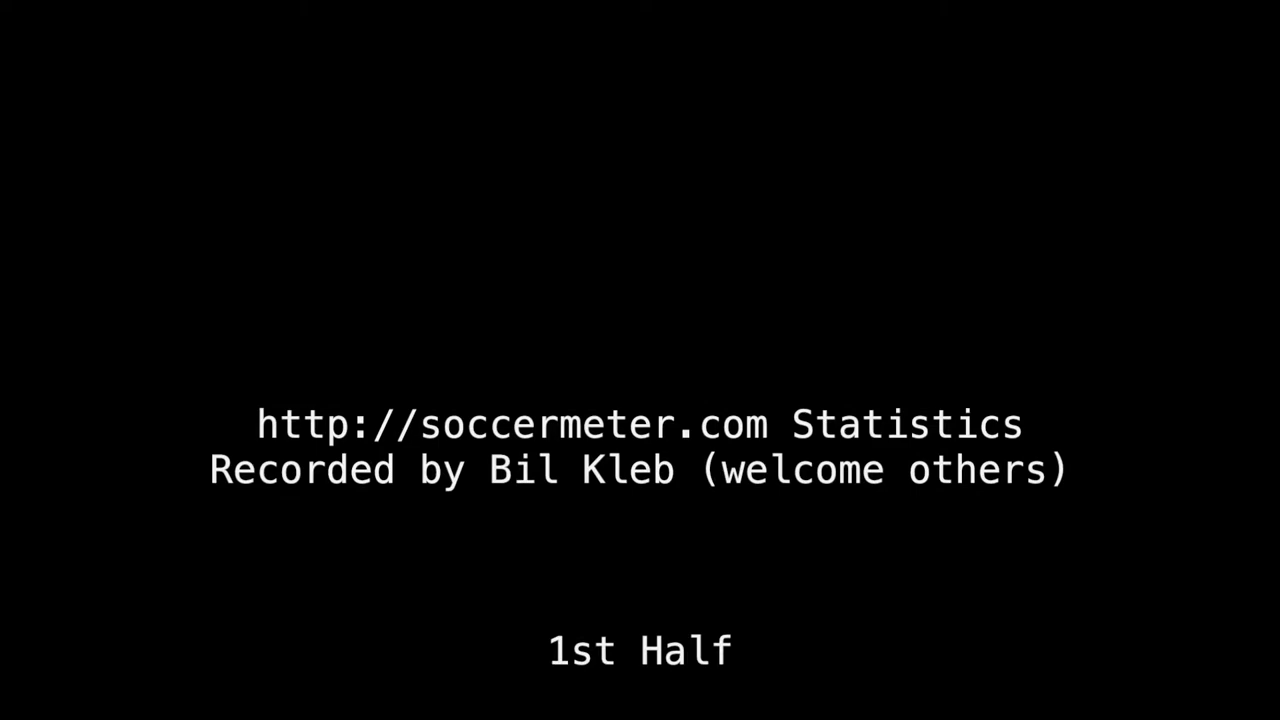 http://soccermeter.com Statistics
Recorded by Bil Kleb (welcome others)
1st Half